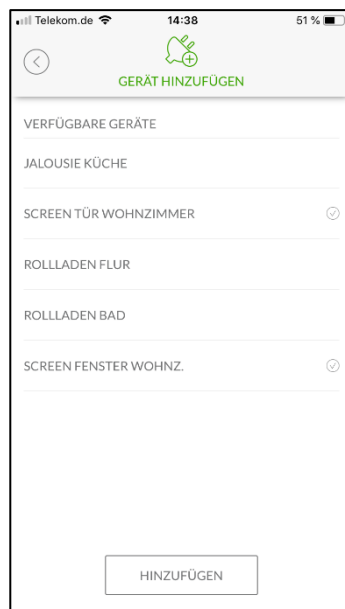 Telekom.de 14:38 51 %
GERÄT HINZUFÜGEN
VERFÜGBARE GERÄTE
JALOUSIE KÜCHE
SCREEN TÜR WOHNZIMMER
ROLLLADEN FLUR
ROLLLADEN BAD
SCREEN FENSTER WOHNZ.
HINZUFÜGEN